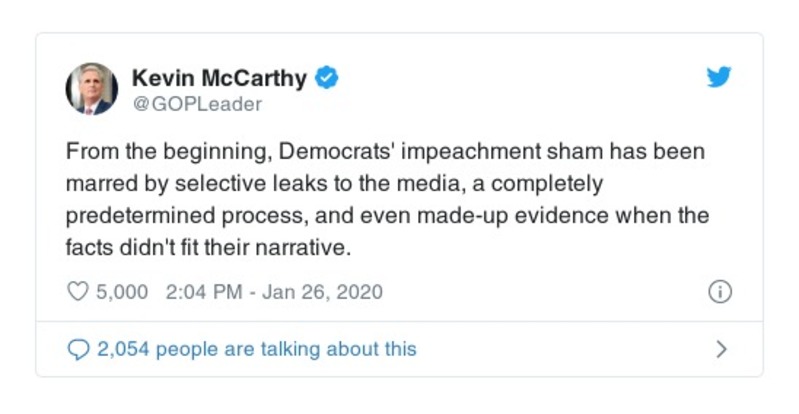 Kevin McCarthy
@GOPLeader
From the beginning, Democrats' impeachment sham has been
marred by selective leaks to the media, a completely
predetermined process, and even made-up evidence when the
facts didn't fit their narrative.
5,000 2:04 PM - Jan 26, 2020
2,054 people are talking about this